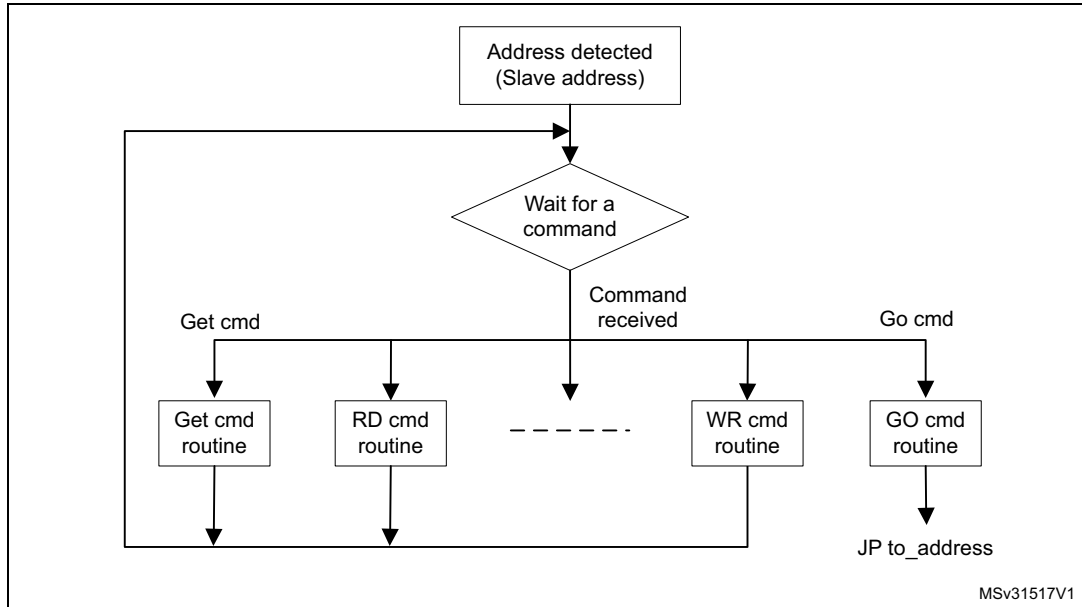 Address detected
(Slave address)
Wait for a
command
Command
received
Get cmd
Go cmd
Get cmd
routine
RD cmd
routine
WR cmd
routine
GO cmd
routine
JP to_address
MSv31517V1